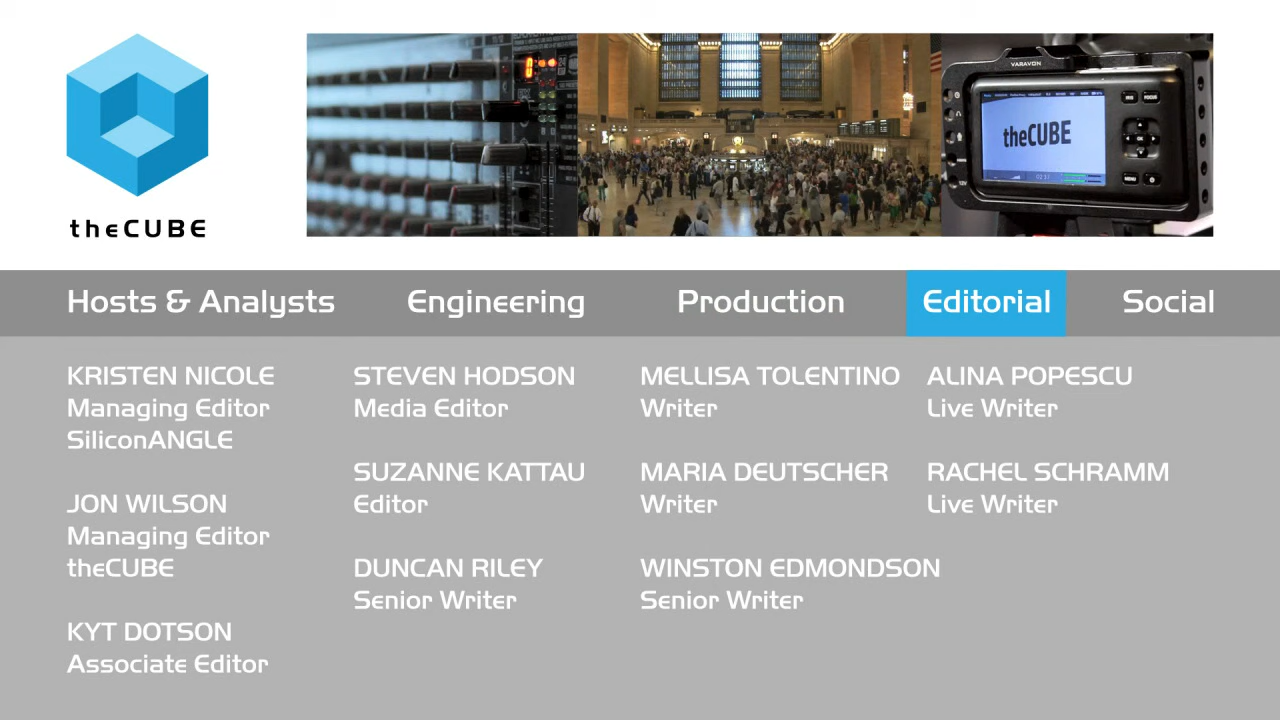 theCUBE
VARAVON
theCUBE
Hosts & Analysts
Engineering
Production
Editorial
Social
KRISTEN NICOLE
Managing Editor
SiliconANGLE
JON WILSON
Managing Editor
theCUBE
KYT DOTSON
Associate Editor
STEVEN HODSON
Media Editor
SUZANNE KATTAU
Editor
DUNCAN RILEY
Senior Writer
MELLISA TOLENTINO
Writer
MARIA DEUTSCHER
Writer
WINSTON EDMONDSON
Senior Writer
ALINA POPESCU
Live Writer
RACHEL SCHRAMM
Live Writer